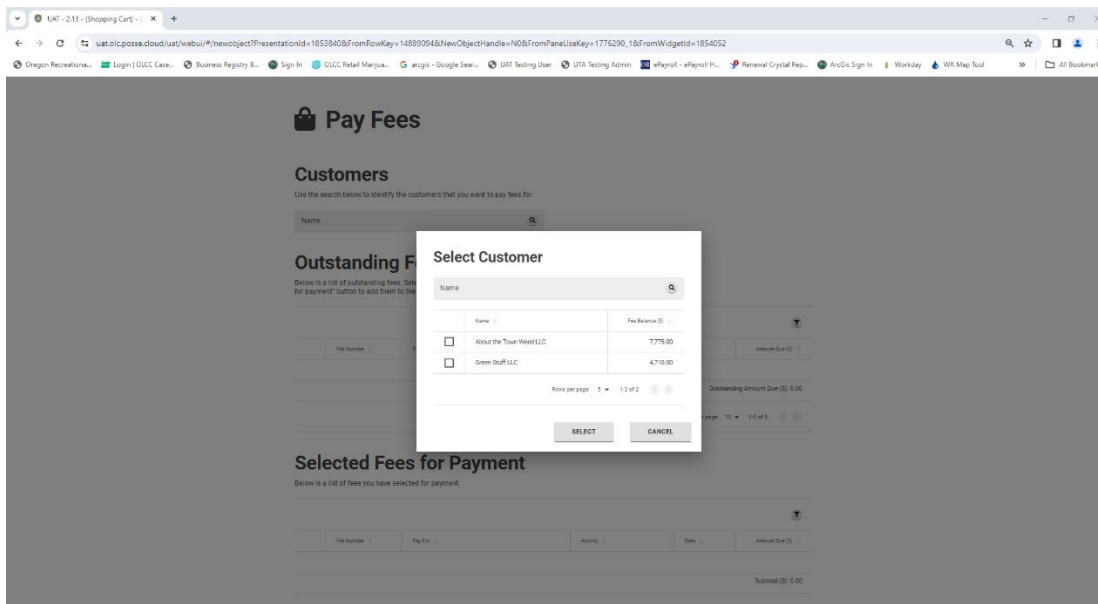 UAT - 2.13 - (Shopping Cart) - (
uat.olc.posse.cloud/uat/webui/#/newobject?PresentationId=1853840&FromRowKey=14889094&NewObjectHandle=N0&FromPaneUseKey=1776290_1&FromWidgetId=1854052
Oregon Recreationa... Login | OLCC Case... Business Registry B... Sign In OLCC Retail Marijua... arcgis - Google Sear... UAT Testing User UTA Testing Admin ePayroll - ePayroll H... Renewal Crystal Rep... ArcGis Sign In Workday WR Map Tool » All Bookmark
Pay Fees
Customers
Use the search below to identify the customers that you want to pay fees for.
Name
Select Customer
Name
Name Fee Balance ($)
About the Town Weed LLC 7,775.00
Green Stuff LLC 4,710.00
Rows per page: 5 1-2 of 2
SELECT CANCEL
Outstanding F
Below is a list of outstanding fees. Sele
for payment" button to add them to the
File Number Amount Due ($)
Outstanding Amount Due ($): 0.00
page: 10 0-0 of 0
Selected Fees for Payment
Below is a list of fees you have selected for payment.
File Number Pay For Activity Date Amount Due ($)
Subtotal ($): 0.00